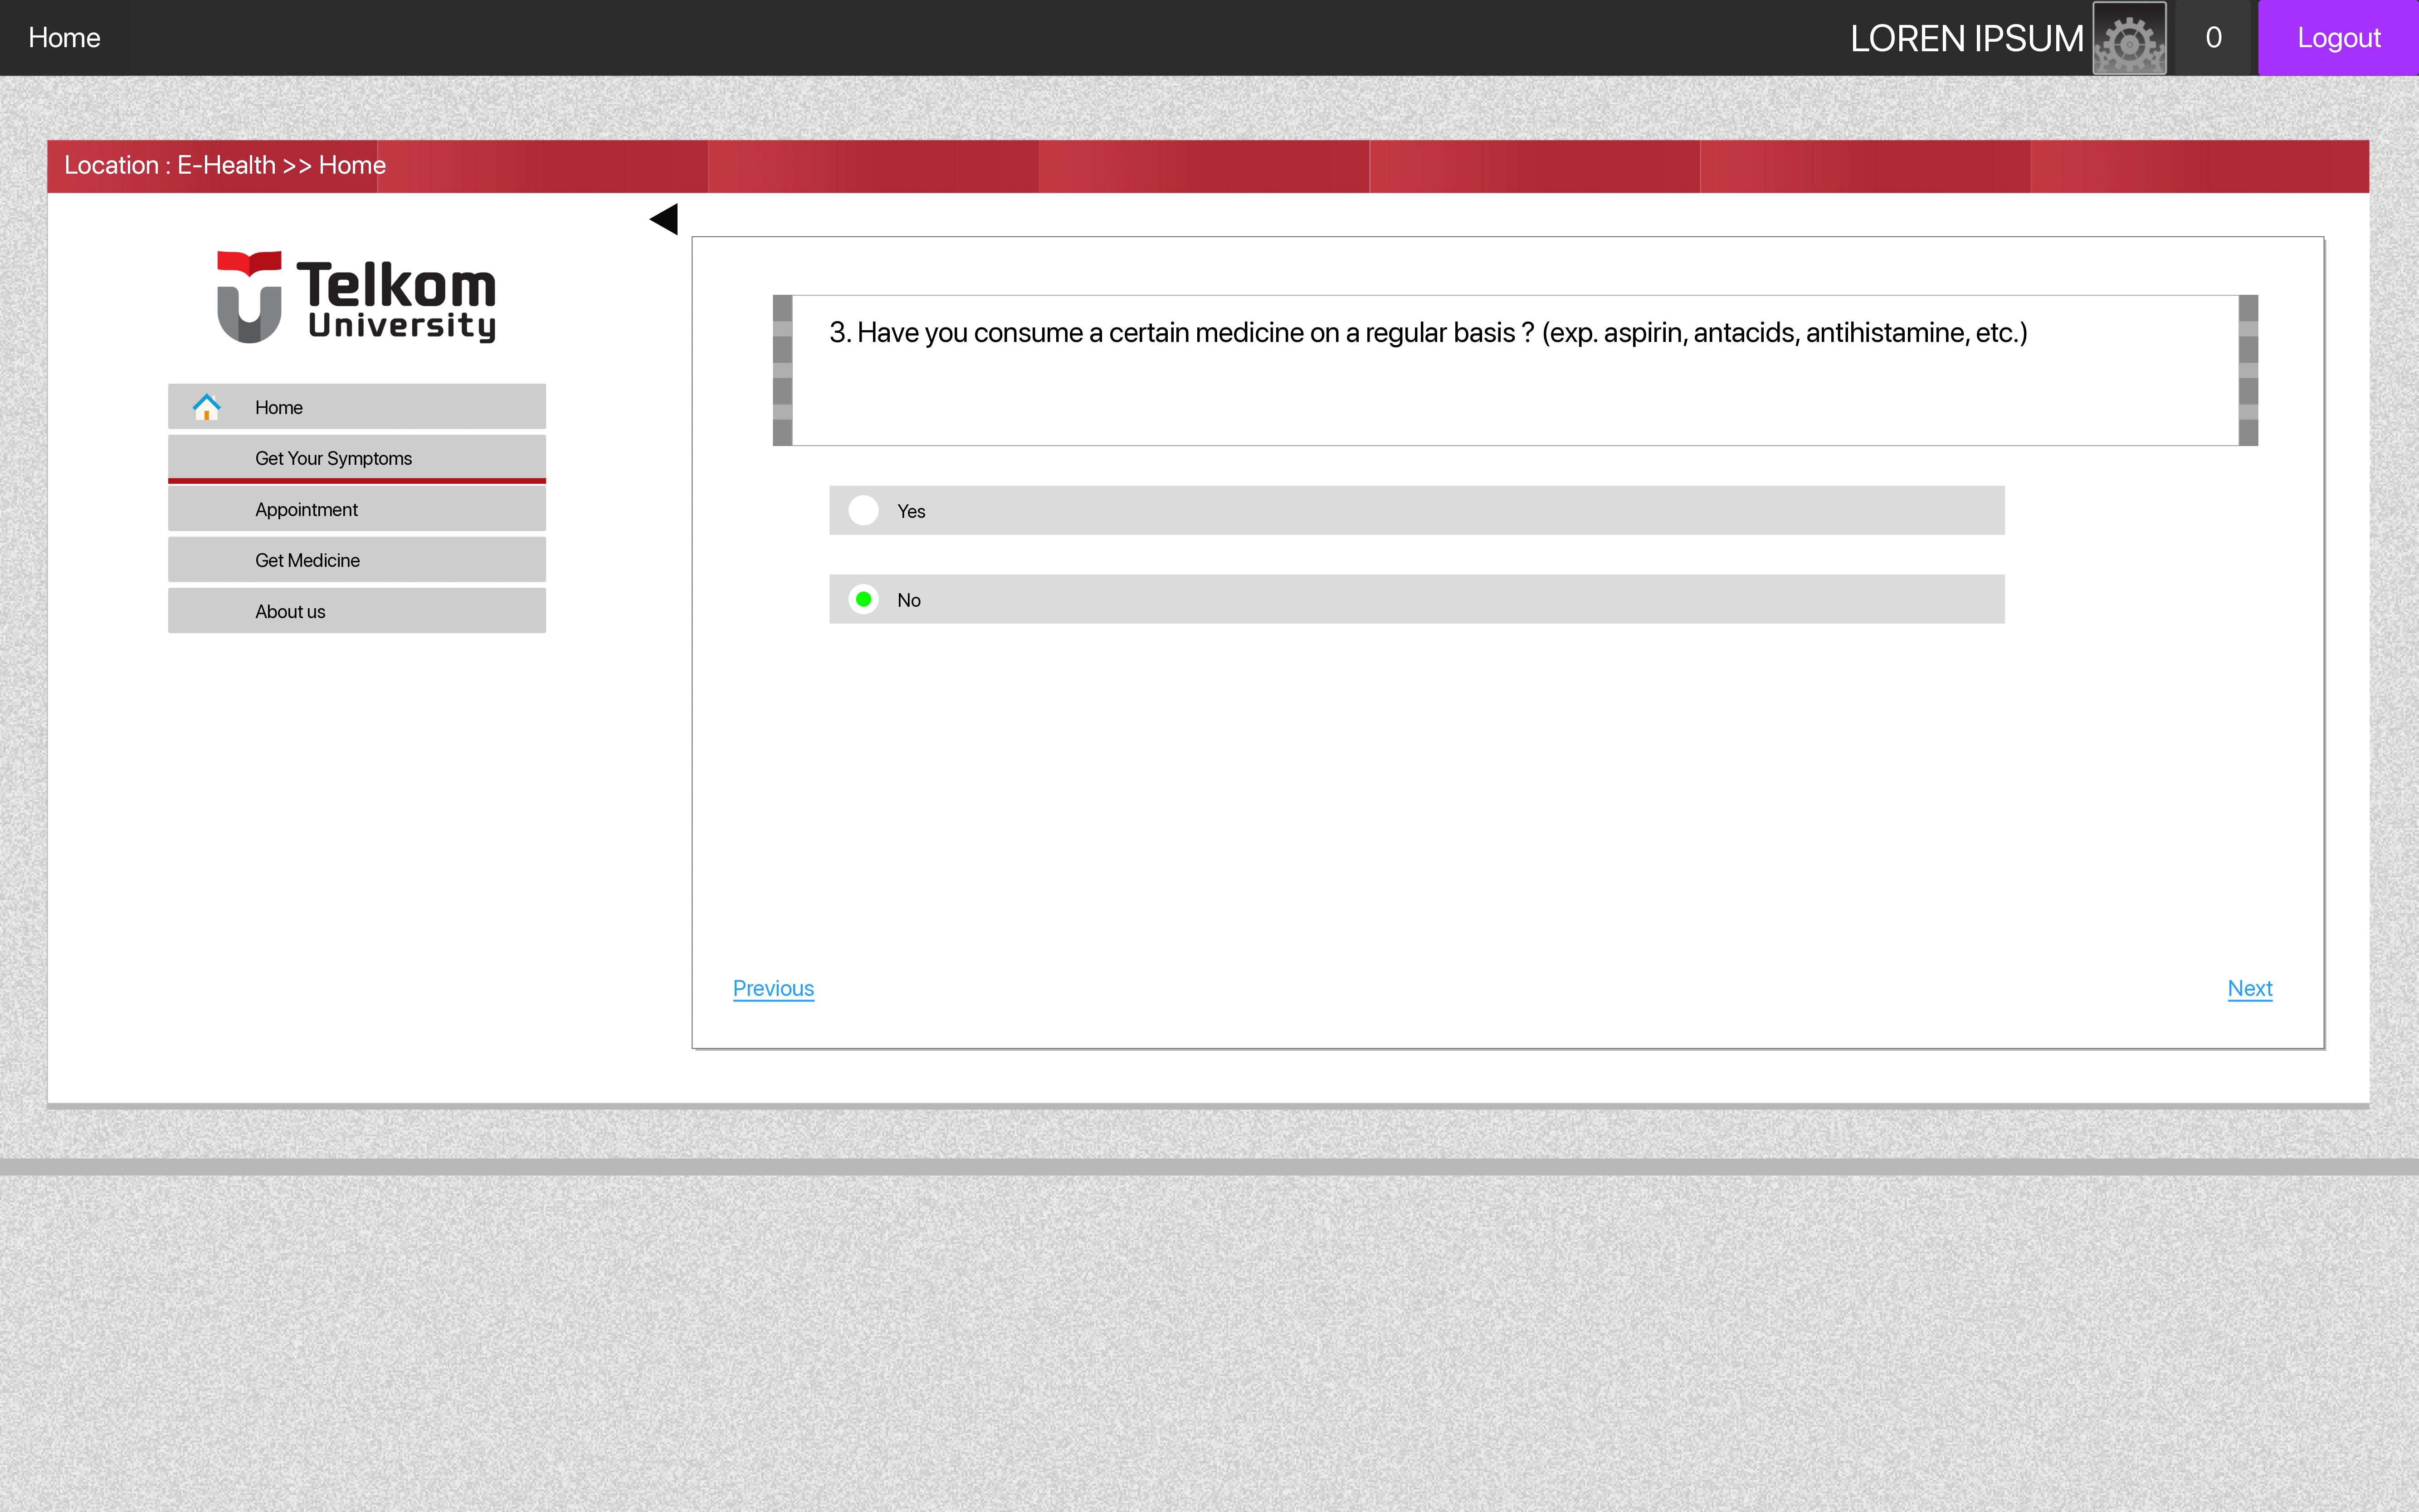 Home
LOREN IPSUM
0
Logout
Location : E-Health >> Home
Telkom
University
Home
Get Your Symptoms
Appointment
Get Medicine
About us
3. Have you consume a certain medicine on a regular basis ? (exp. aspirin, antacids, antihistamine, etc.)
Yes
No
Previous
Next